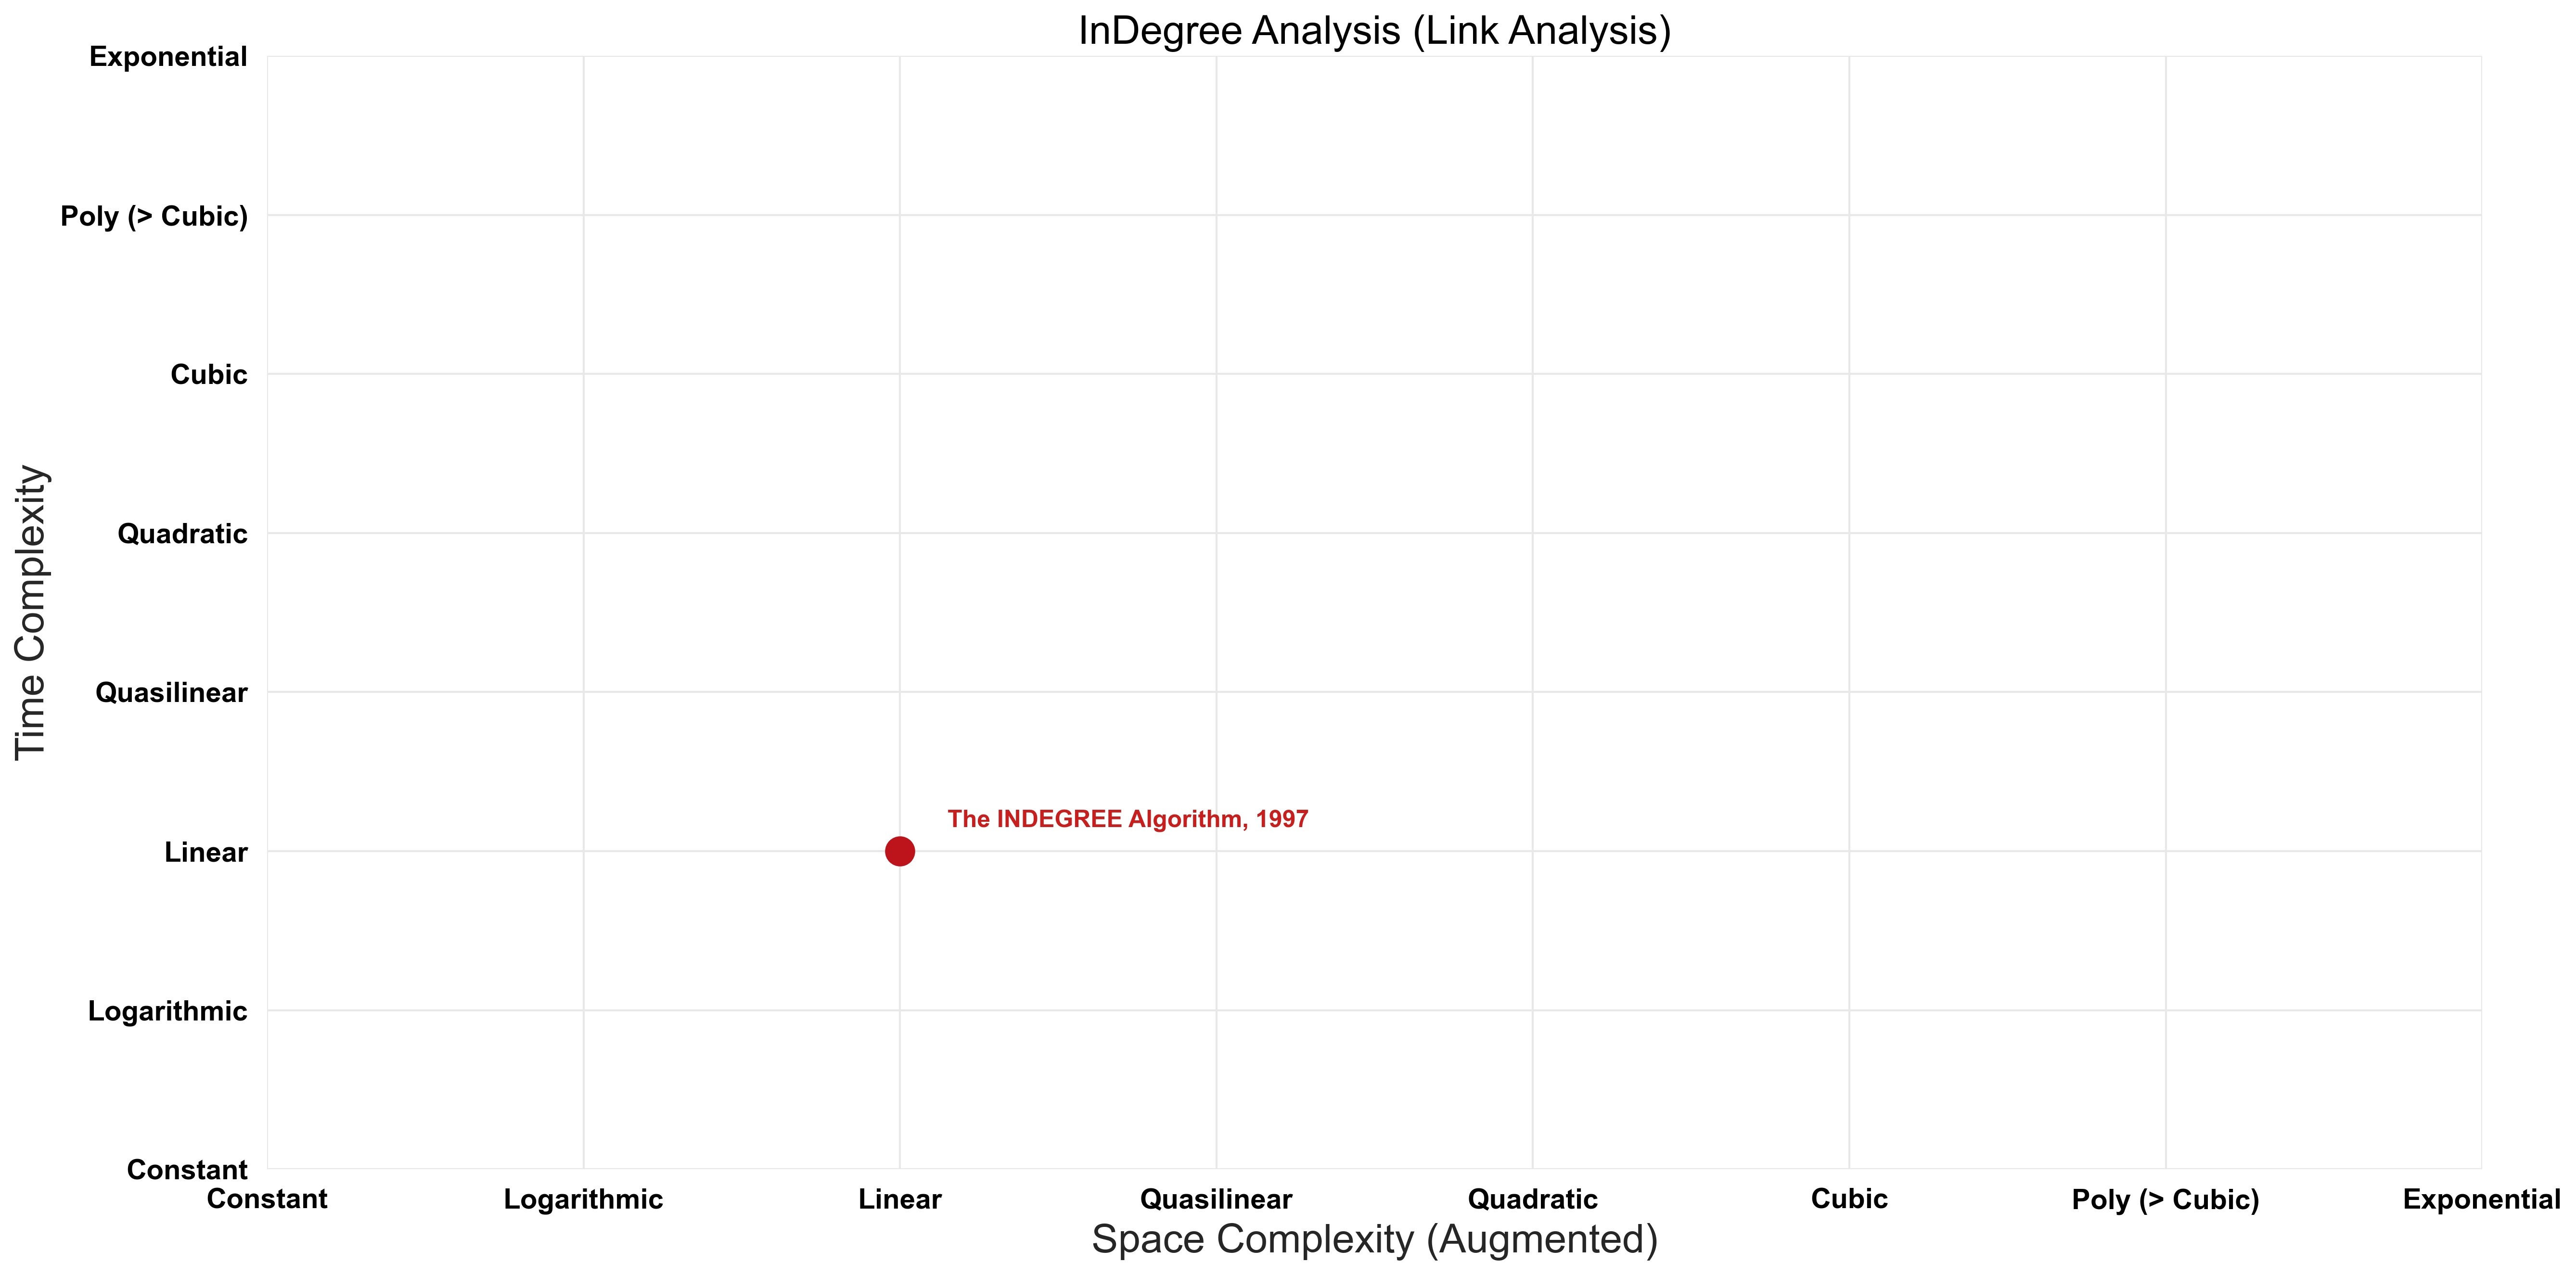 InDegree Analysis (Link Analysis)
Exponential
Poly (> Cubic)
Cubic
Quadratic
Quasilinear
Linear
Logarithmic
Constant
Time Complexity
The INDEGREE Algorithm, 1997
Constant Logarithmic Linear Quasilinear Quadratic Cubic Poly (> Cubic) Exponential
Space Complexity (Augmented)